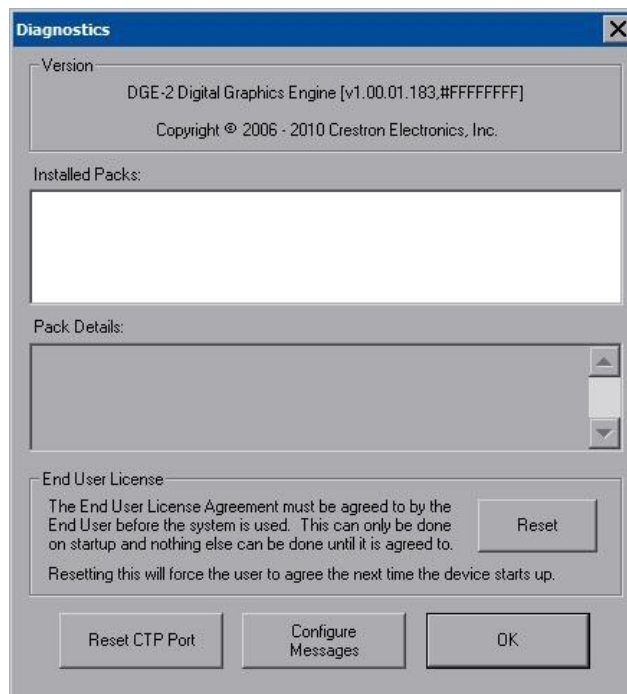 Diagnostics
Version
DGE-2 Digital Graphics Engine [v1.00.01.183,#FFFFFFFF]
Copyright © 2006 - 2010 Crestron Electronics, Inc.
Installed Packs:
Pack Details:
End User License
The End User License Agreement must be agreed to by the
End User before the system is used.  This can only be done
on startup and nothing else can be done until it is agreed to.
Reset
Resetting this will force the user to agree the next time the device starts up.
Reset CTP Port
Configure
Messages
OK